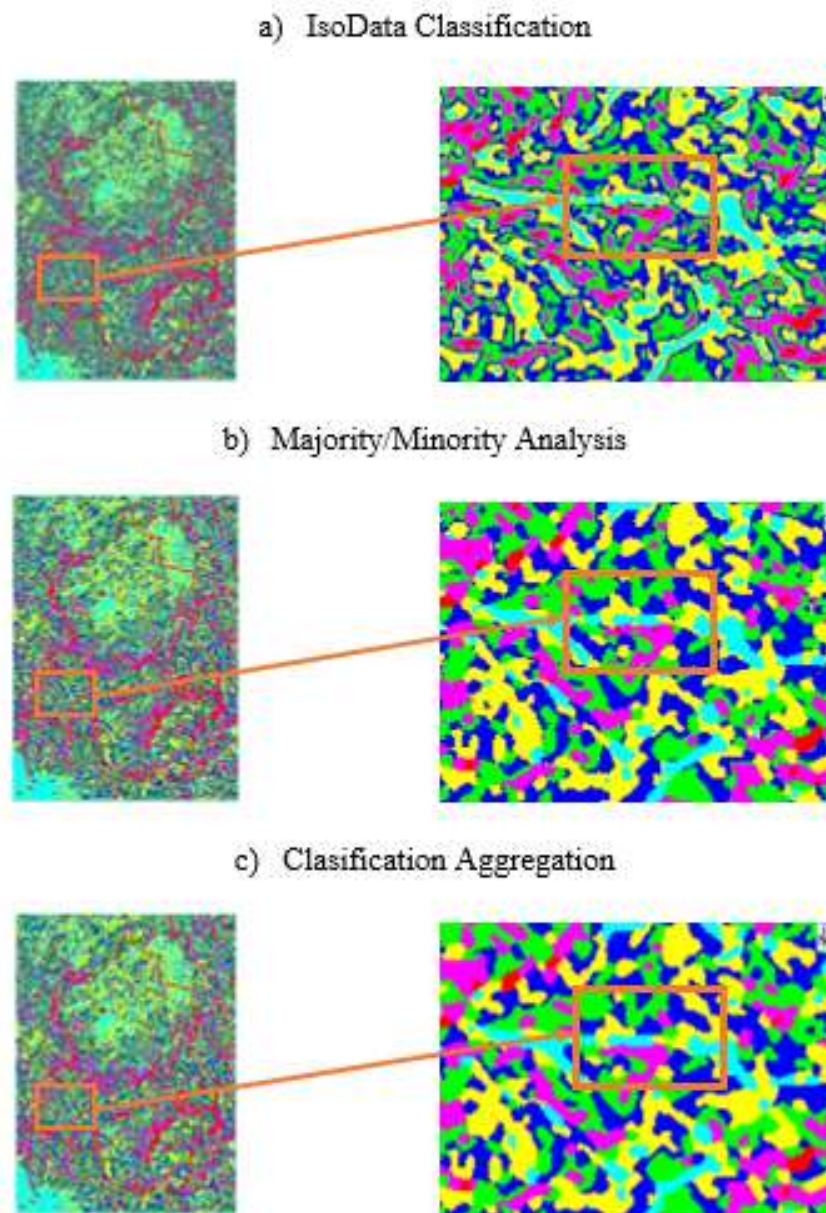 a) IsoData Classification
b) Majority/Minority Analysis
c) Clasification Aggregation